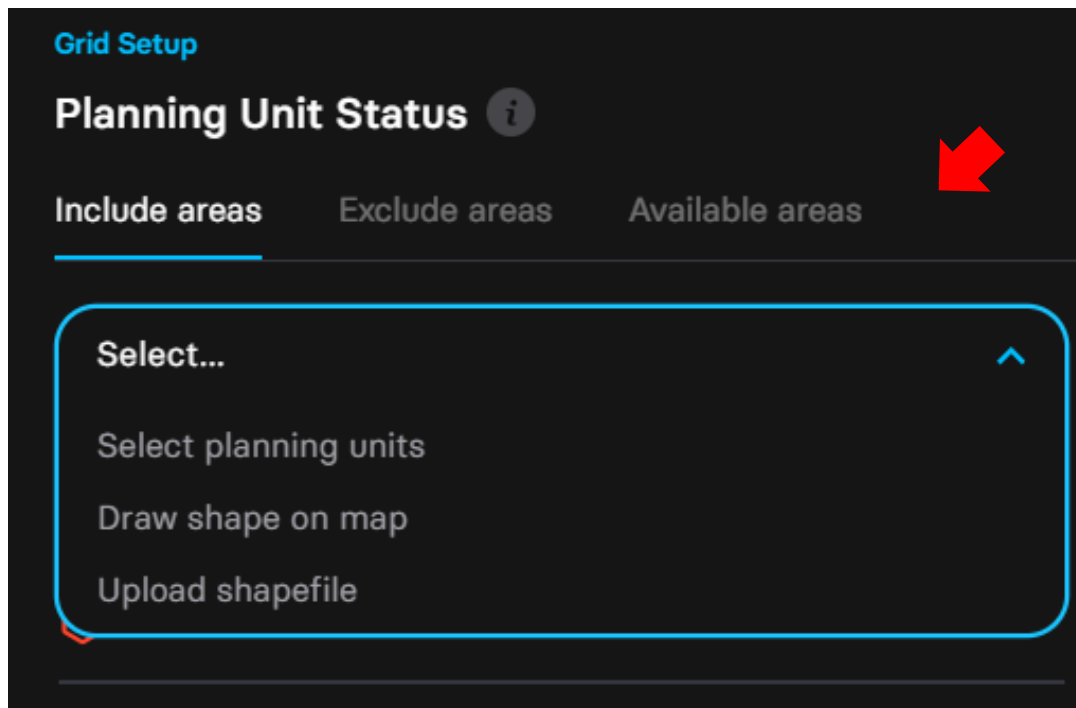 Grid Setup
Planning Unit Status i
Include areas Exclude areas Available areas
Select...
Select planning units
Draw shape on map
Upload shapefile